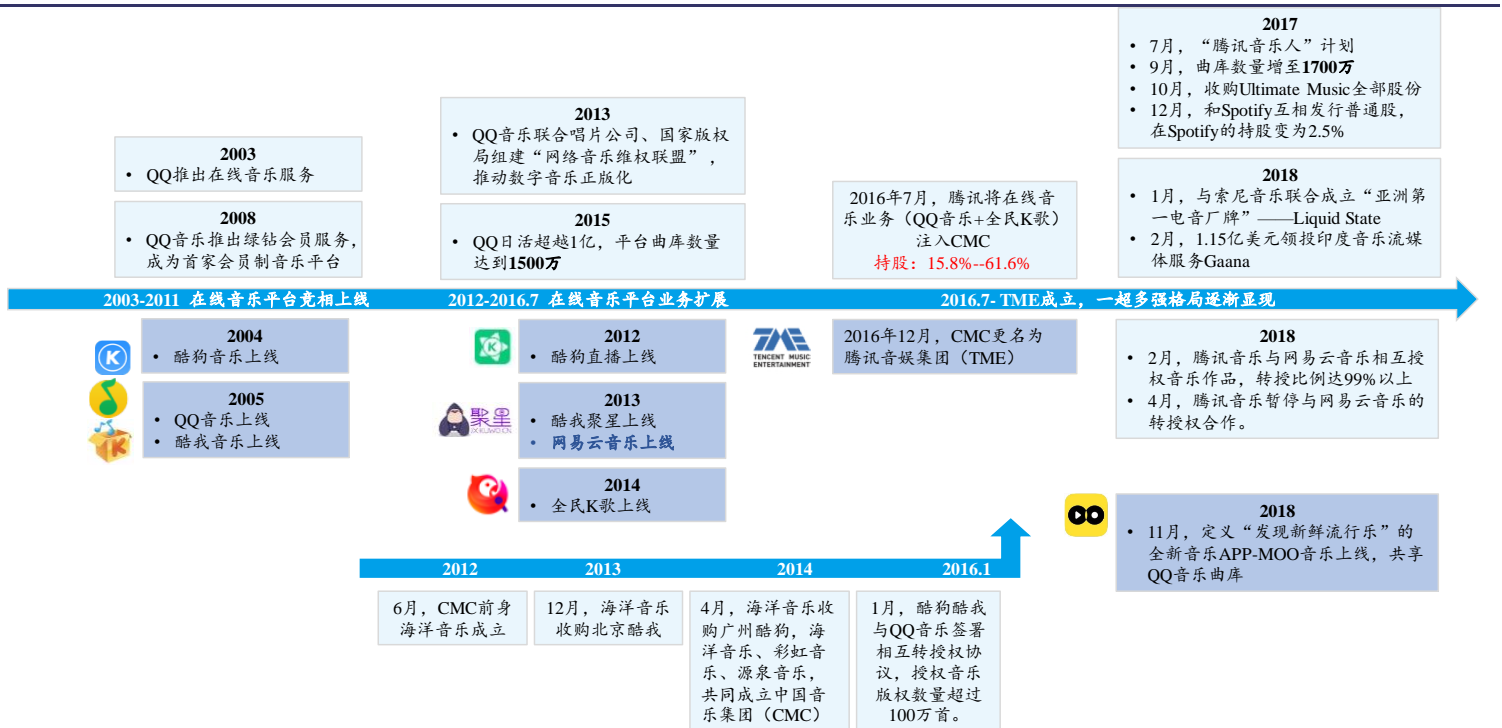 2003
• QQ推出在线音乐服务
2008
• QQ音乐推出绿钻会员服务，
成为首家会员制音乐平台
2013
• QQ音乐联合唱片公司、国家版权
局组建“网络音乐维权联盟”，
推动数字音乐正版化
2015
• QQ日活超越1亿，平台曲库数量
达到1500万
2016年7月，腾讯将在线音
乐业务（QQ音乐+全民K歌）
注入CMC
持股：15.8%--61.6%
2017
• 7月，“腾讯音乐人”计划
• 9月，曲库数量增至1700万
• 10月，收购Ultimate Music全部股份
• 12月，和Spotify互相发行普通股，
在Spotify的持股变为2.5%
2018
• 1月，与索尼音乐联合成立“亚洲第
一电音厂牌”——Liquid State
• 2月，1.15亿美元领投印度音乐流媒
体服务Gaana
2003-2011 在线音乐平台竞相上线
2012-2016.7 在线音乐平台业务扩展
2016.7- TME成立，一超多强格局逐渐显现
K
2004
• 酷狗音乐上线
2005
• QQ音乐上线
• 酷我音乐上线
K
2012
• 酷狗直播上线
聚星
2013
• 酷我聚星上线
• 网易云音乐上线
2014
• 全民K歌上线
TME
TENCENT MUSIC
ENTERTAINMENT
2016年12月，CMC更名为
腾讯音娱集团（TME）
2018
• 2月，腾讯音乐与网易云音乐相互授
权音乐作品，转授比例达99%以上
• 4月，腾讯音乐暂停与网易云音乐的
转授权合作。
2018
• 11月，定义“发现新鲜流行乐”的
全新音乐APP-MOO音乐上线，共享
QQ音乐曲库
2012
2013
2014
2016.1
6月，CMC前身
海洋音乐成立
12月，海洋音乐
收购北京酷我
4月，海洋音乐收
购广州酷狗，海
洋音乐、彩虹音
乐、源泉音乐，
共同成立中国音
乐集团（CMC）
1月，酷狗酷我
与QQ音乐签署
相互转授权协
议，授权音乐
版权数量超过
100万首。